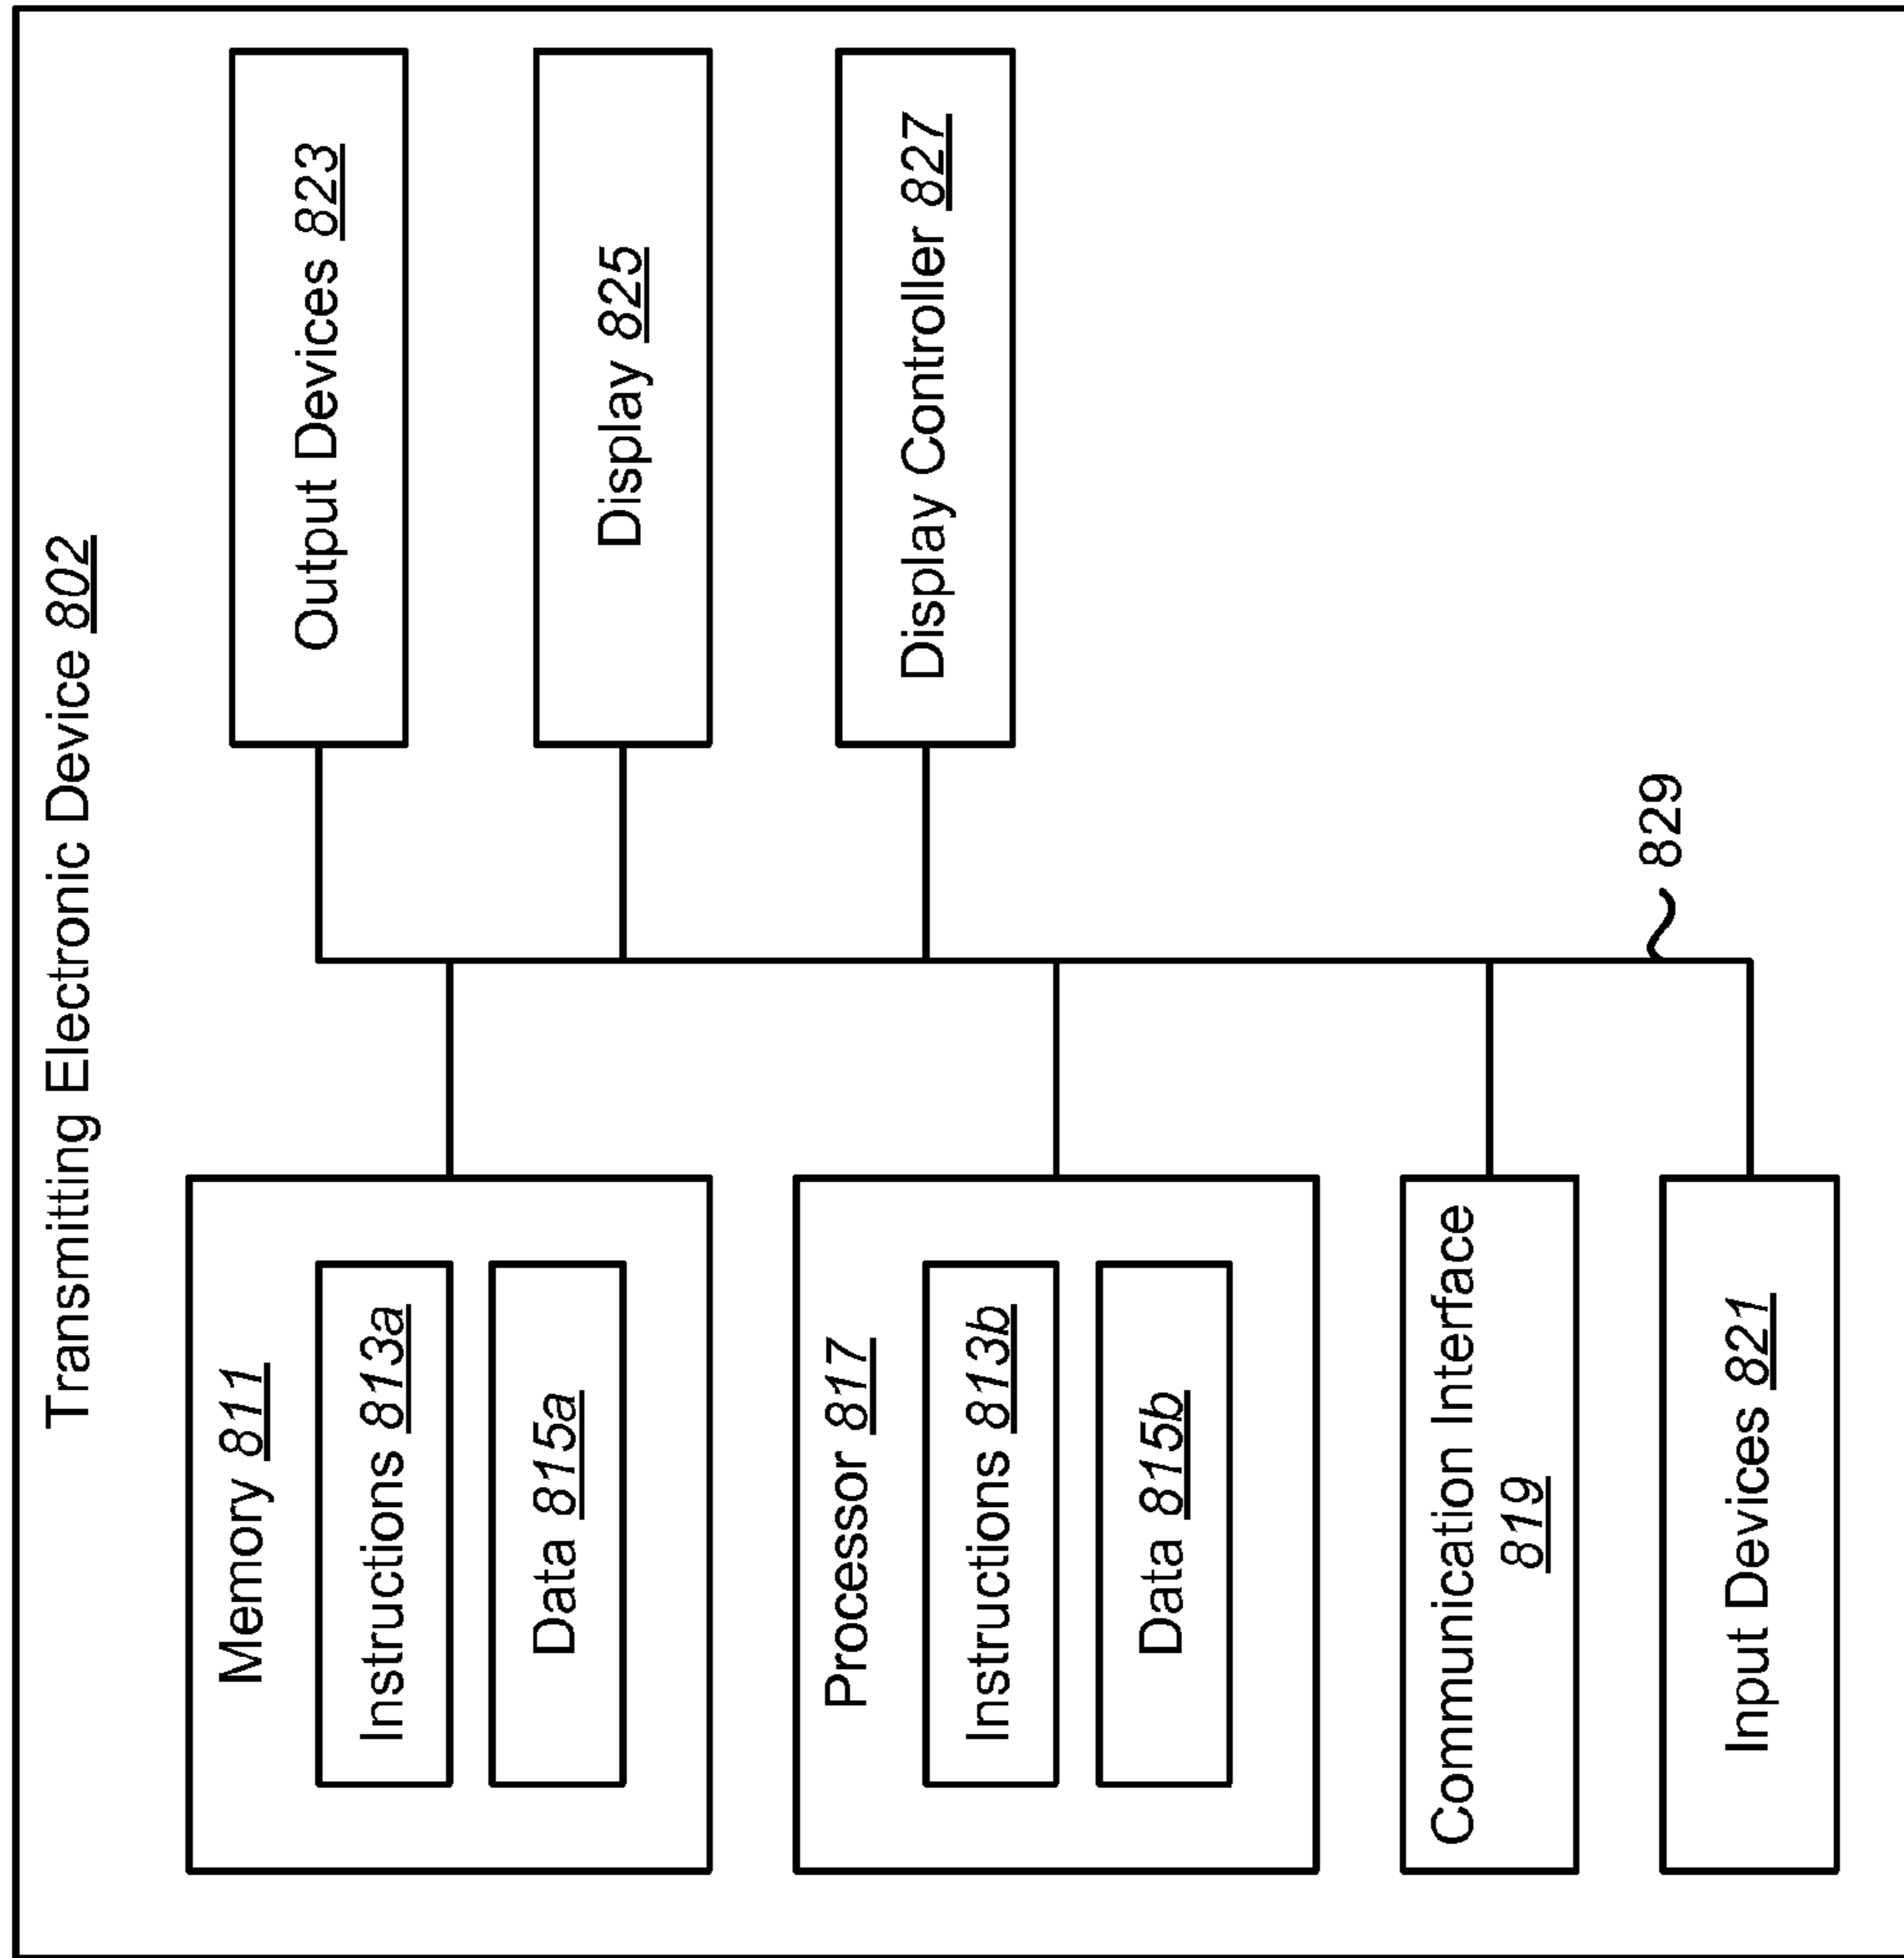 Transmitting Electronic Device 802
Memory 811
Instructions 813a
Data 815a
Processor 817
Instructions 813b
Data 815b
Communication Interface
819
Input Devices 821
Output Devices 823
Display 825
Display Controller 827
829